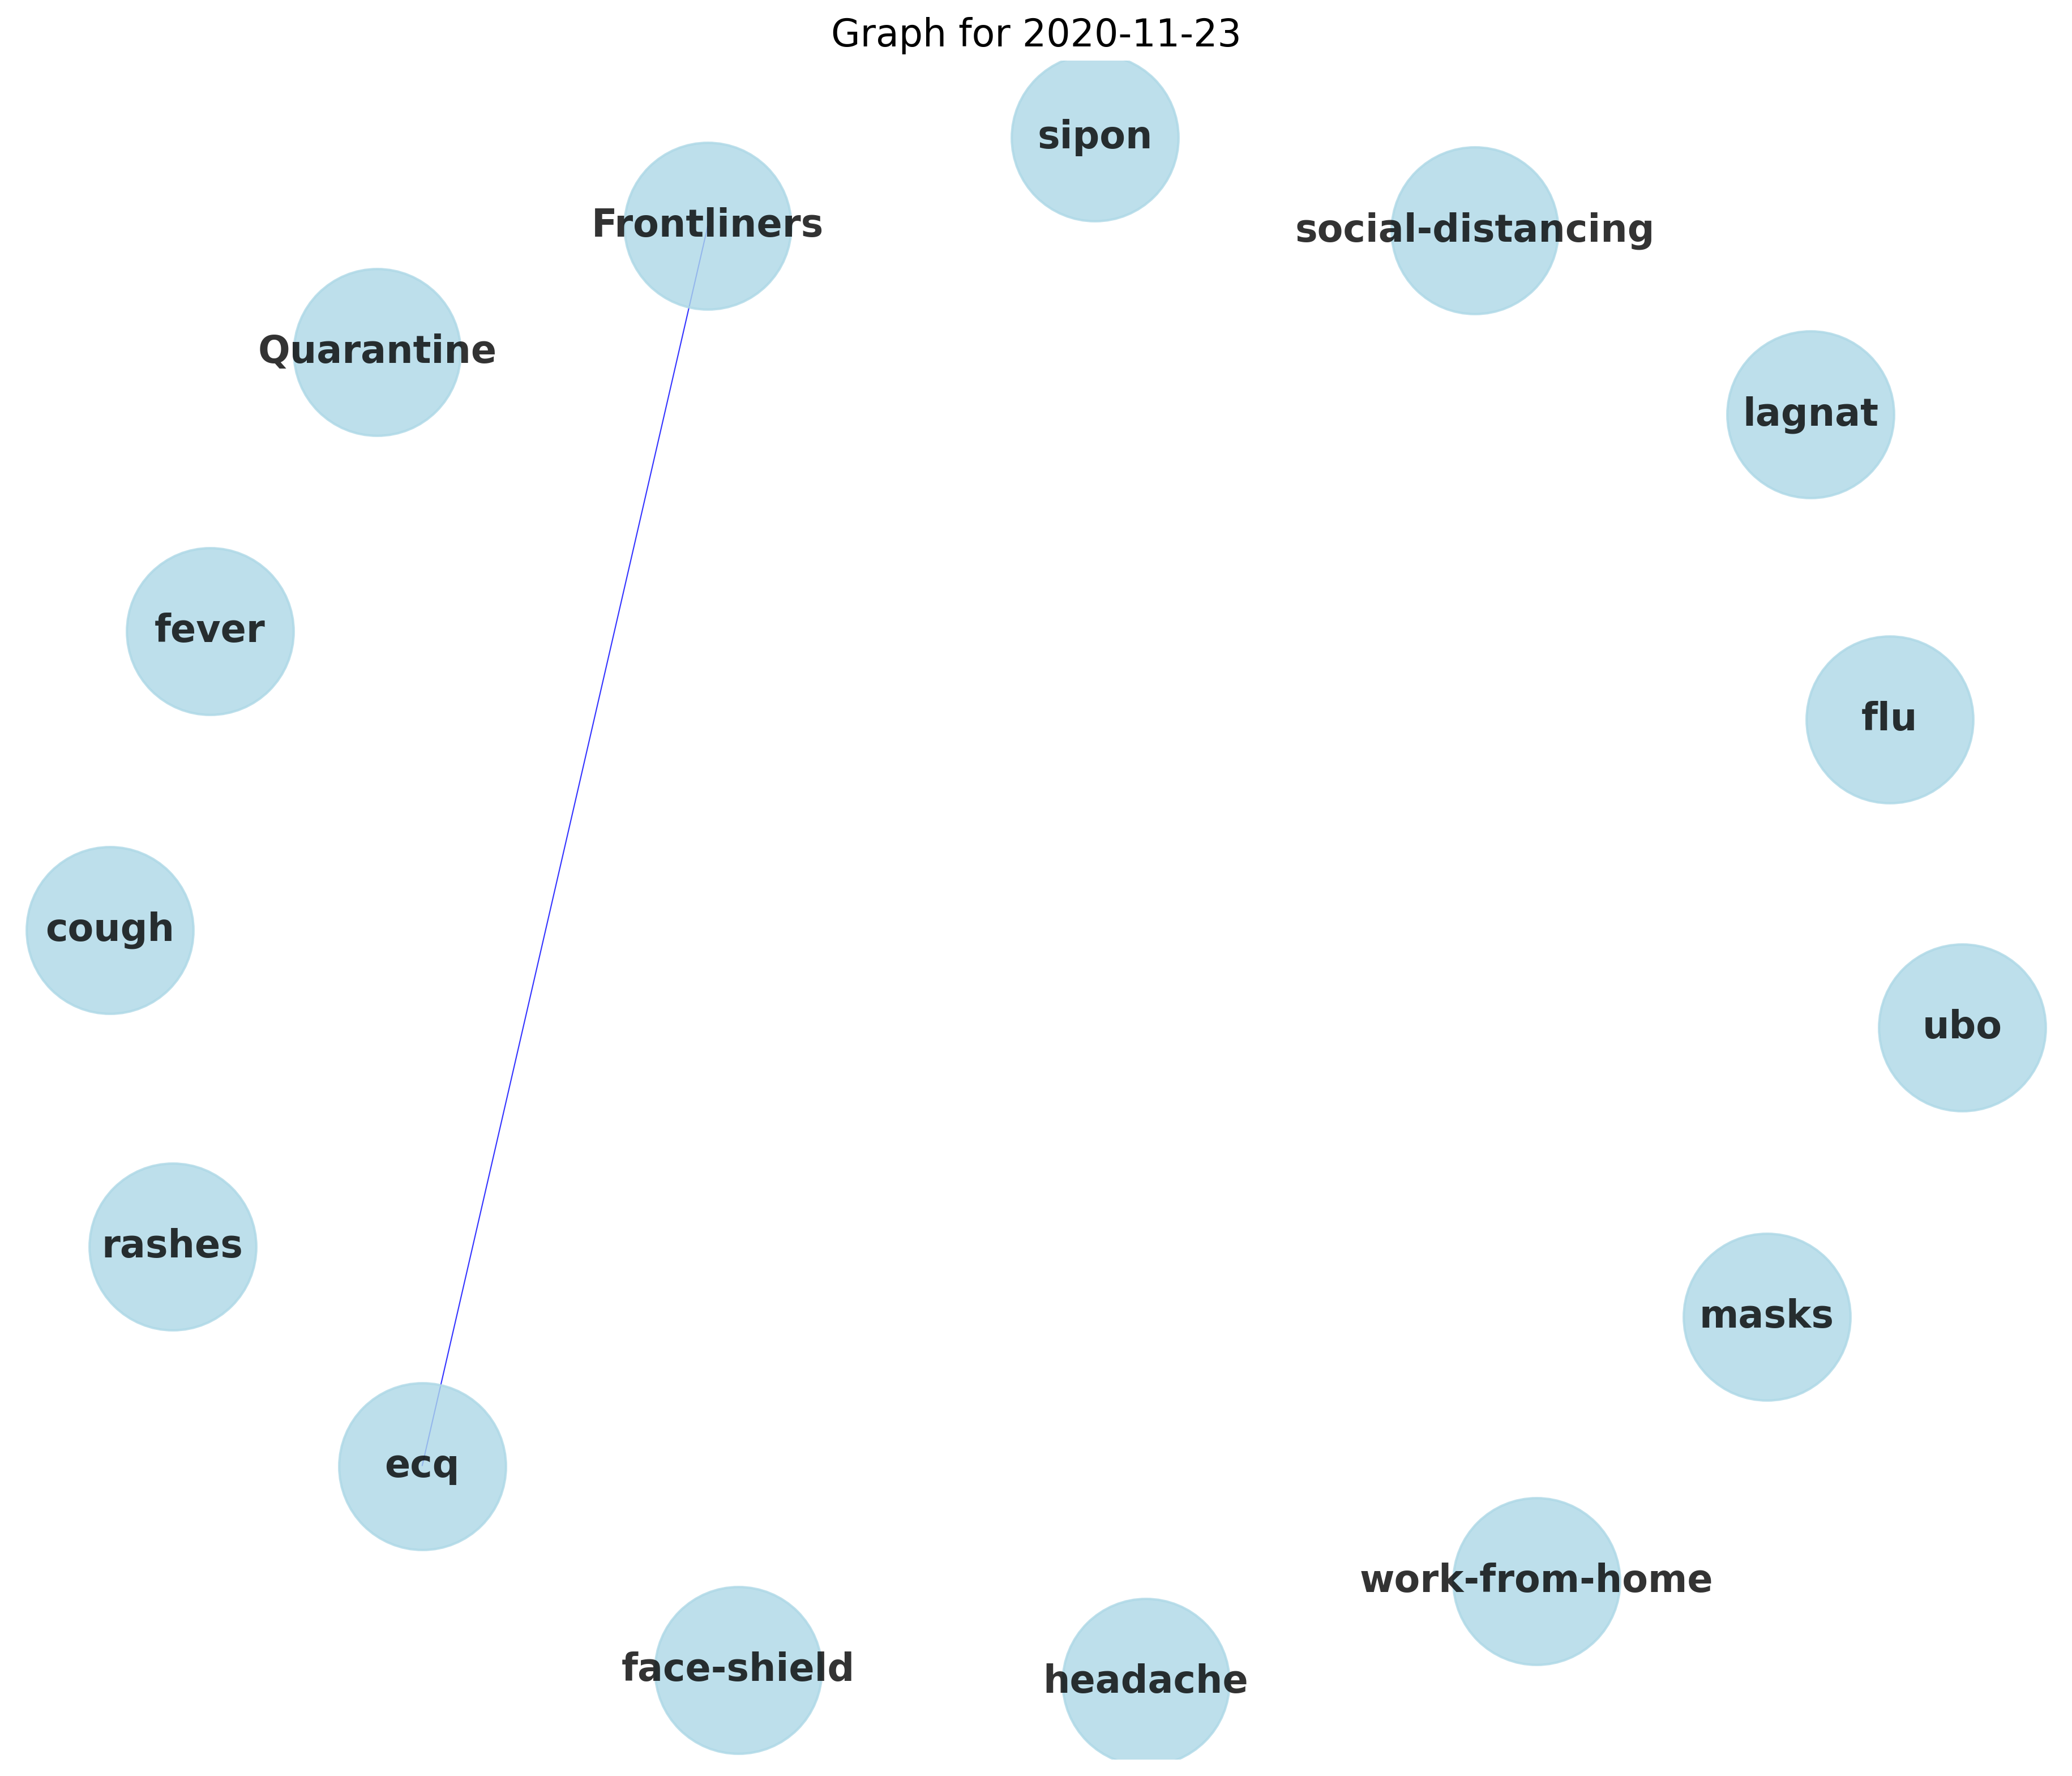 Graph for 2020-11-23
sipon
Frontliners
social-distancing
Quarantine
lagnat
fever
flu
cough
ubo
rashes
masks
ecq
work-from-home
face-shield
headache